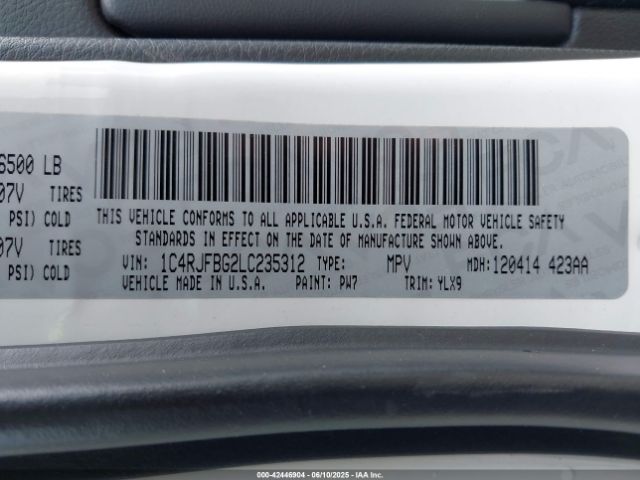 6500 LB
07V TIRES
PSI) COLD
07V TIRES
PSI) COLD
THIS VEHICLE CONFORMS TO ALL APPLICABLE U.S.A. FEDERAL MOTOR VEHICLE SAFETY
STANDARDS IN EFFECT ON THE DATE OF MANUFACTURE SHOWN ABOVE.
VIN: 1C4RJFBG2LC235312 TYPE: MPV MDH:120414 423AA
VEHICLE MADE IN U.S.A. PAINT: PW7 TRIM: YLX9
000-42446904 - 06/10/2025 - IAAI.com